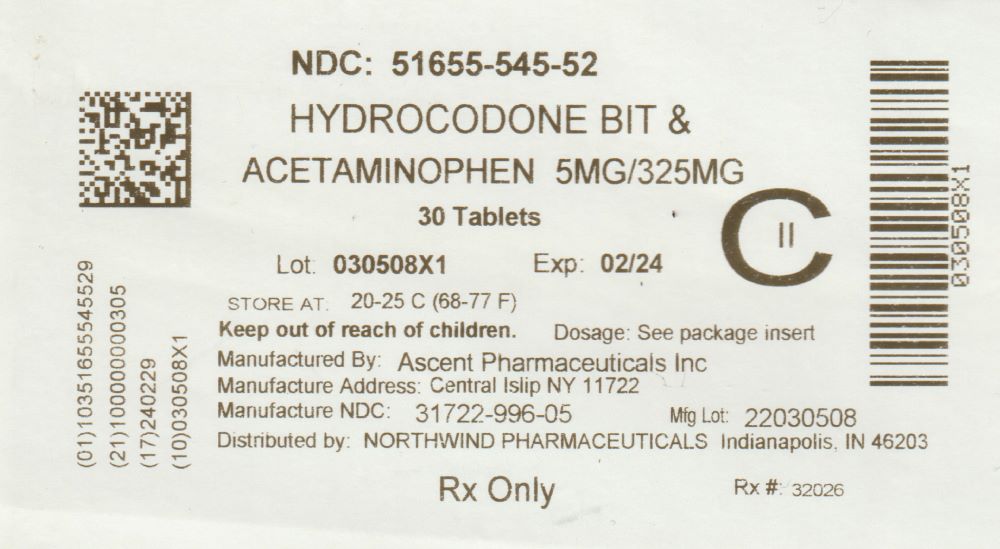 NDC: 51655-545-52
HYDROCODONE BIT &
ACETAMINOPHEN 5MG/325MG
30 Tablets
C II
Lot: 030508X1 Exp: 02/24
STORE AT: 20-25 C (68-77 F)
Keep out of reach of children. Dosage: See package insert
Manufactured By: Ascent Pharmaceuticals Inc
Manufacture Address: Central Islip NY 11722
Manufacture NDC: 31722-996-05 Mfg Lot: 22030508
Distributed by: NORTHWIND PHARMACEUTICALS Indianapolis, IN 46203
Rx Only Rx #: 32026
(01)10351655545529
(21)10000000305
(17)240229
(10)030508X1
030508X1